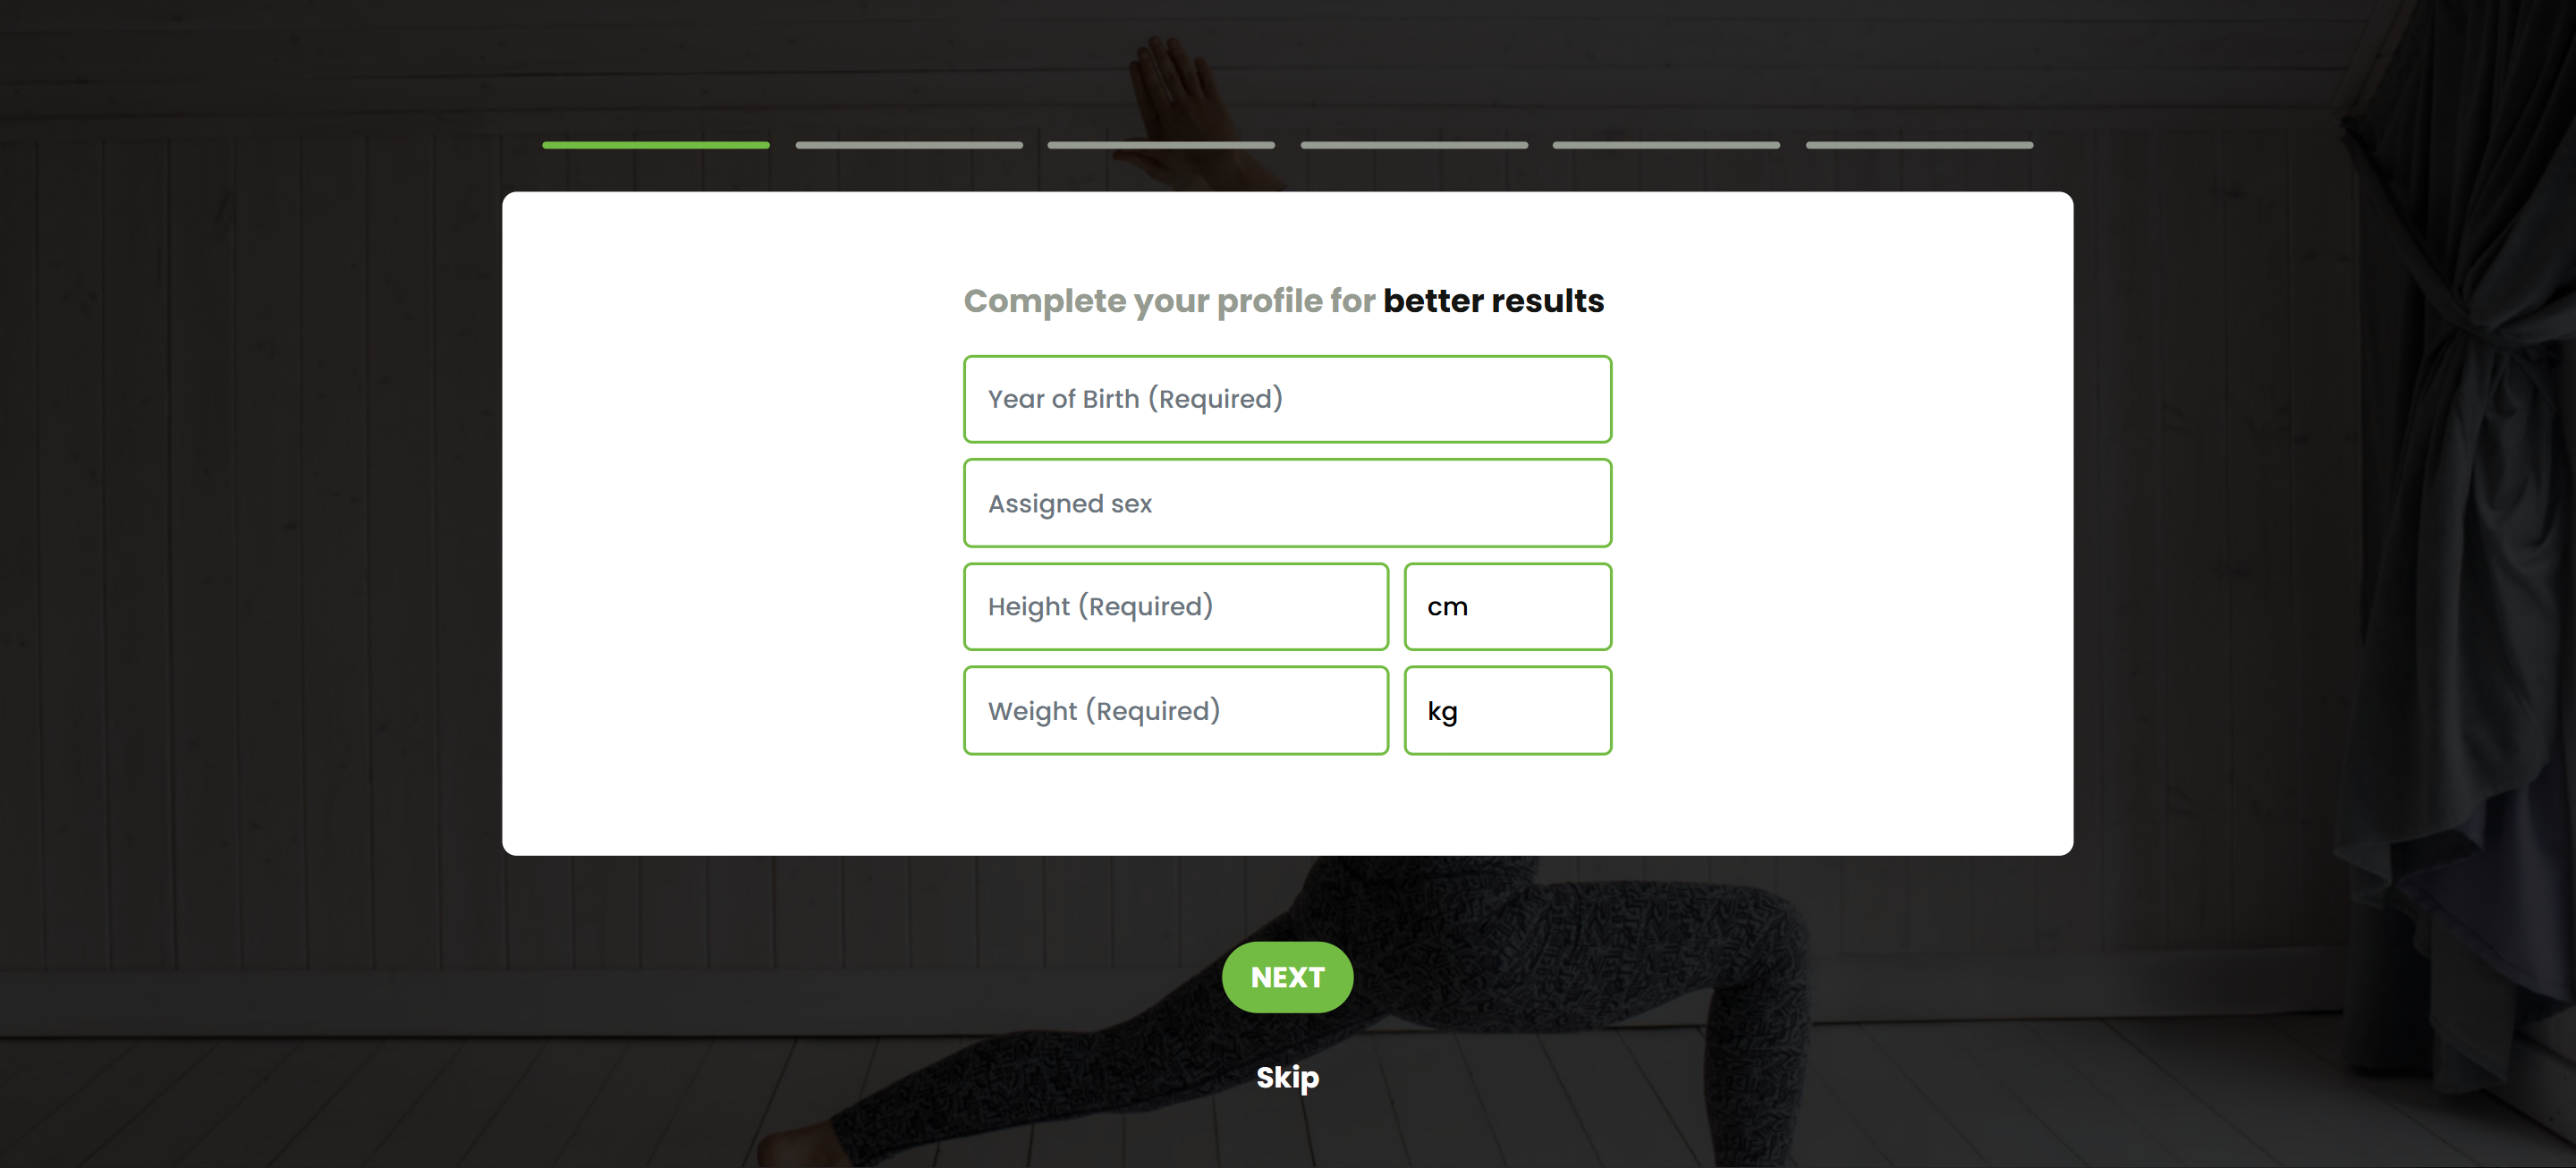 Complete your profile for better results
Year of Birth (Required)
Assigned sex
Height (Required)
cm
Weight (Required)
kg
NEXT
Skip